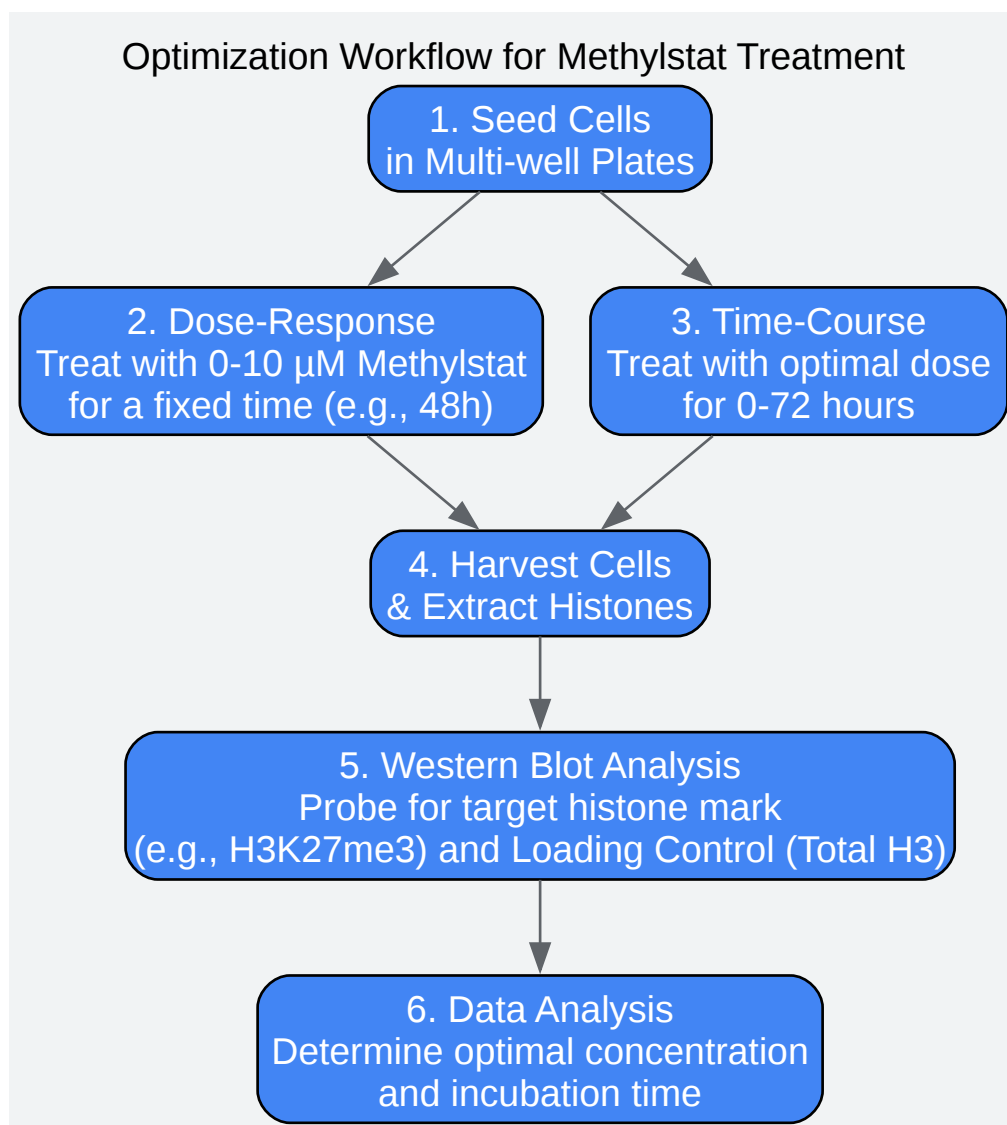 Optimization Workflow for Methylstat Treatment
1. Seed Cells
in Multi-well Plates
2. Dose-Response
Treat with 0-10 µM Methylstat
for a fixed time (e.g., 48h)
3. Time-Course
Treat with optimal dose
for 0-72 hours
4. Harvest Cells
& Extract Histones
5. Western Blot Analysis
Probe for target histone mark
(e.g., H3K27me3) and Loading Control (Total H3)
6. Data Analysis
Determine optimal concentration
and incubation time